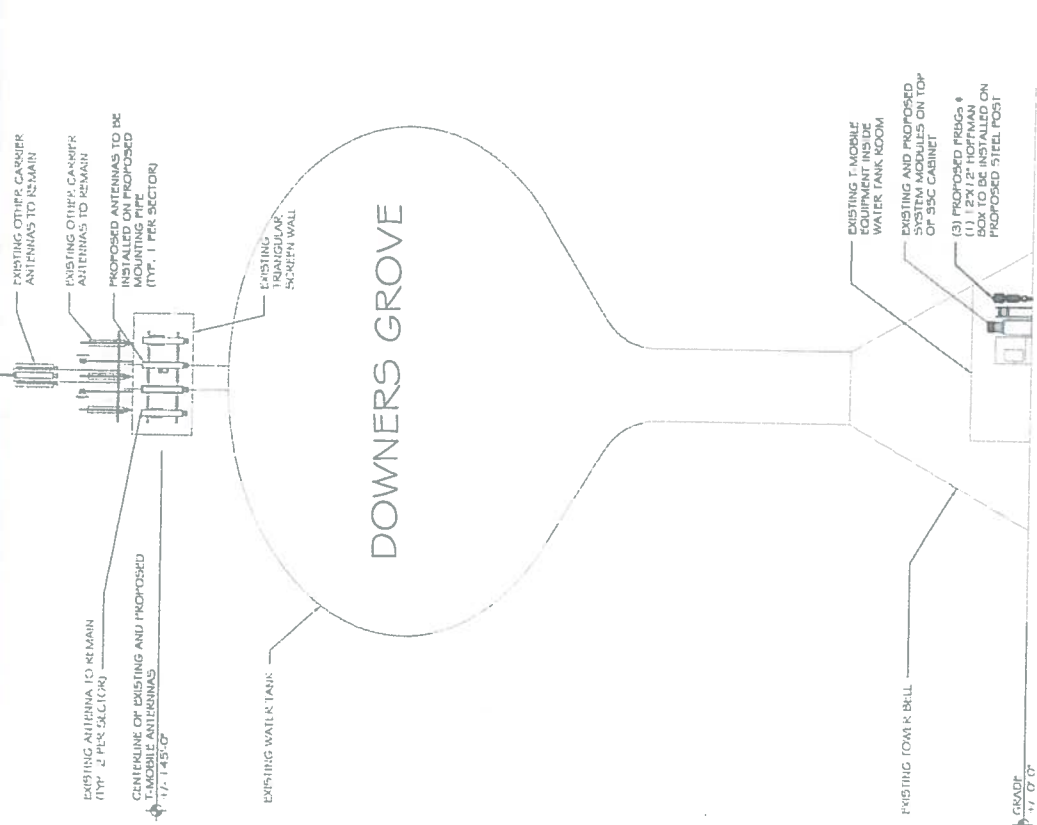 EXISTING OTHER CARRIER
ANTENNAS TO REMAIN
EXISTING OTHER CARRIER
ANTENNAS TO REMAIN
PROPOSED ANTENNAS TO BE
INSTALLED ON PROPOSED
MOUNTING PIPE
(TYP. 1 PER SECTOR)
EXISTING
TRIANGULAR
SCREEN WALL
EXISTING ANTENNA TO REMAIN
(TYP. 2 PER SECTOR)
CENTERLINE OF EXISTING AND PROPOSED
T-MOBILE ANTERNNAS
+/- 145'-0"
EXISTING WATER TANK
DOWNERS GROVE
EXISTING T-MOBILE
EQUIPMENT INSIDE
WATER TANK ROOM
EXISTING AND PROPOSED
SYSTEM MODULES ON TOP
OF SSC CABINET
(3) PROPOSED FRBGs &
(1) 12"X12" HOFFMAN
BOX TO BE INSTALLED ON
PROPOSED STEEL POST
EXISTING TOWER BELL
GRADE
+/- 0'-0"